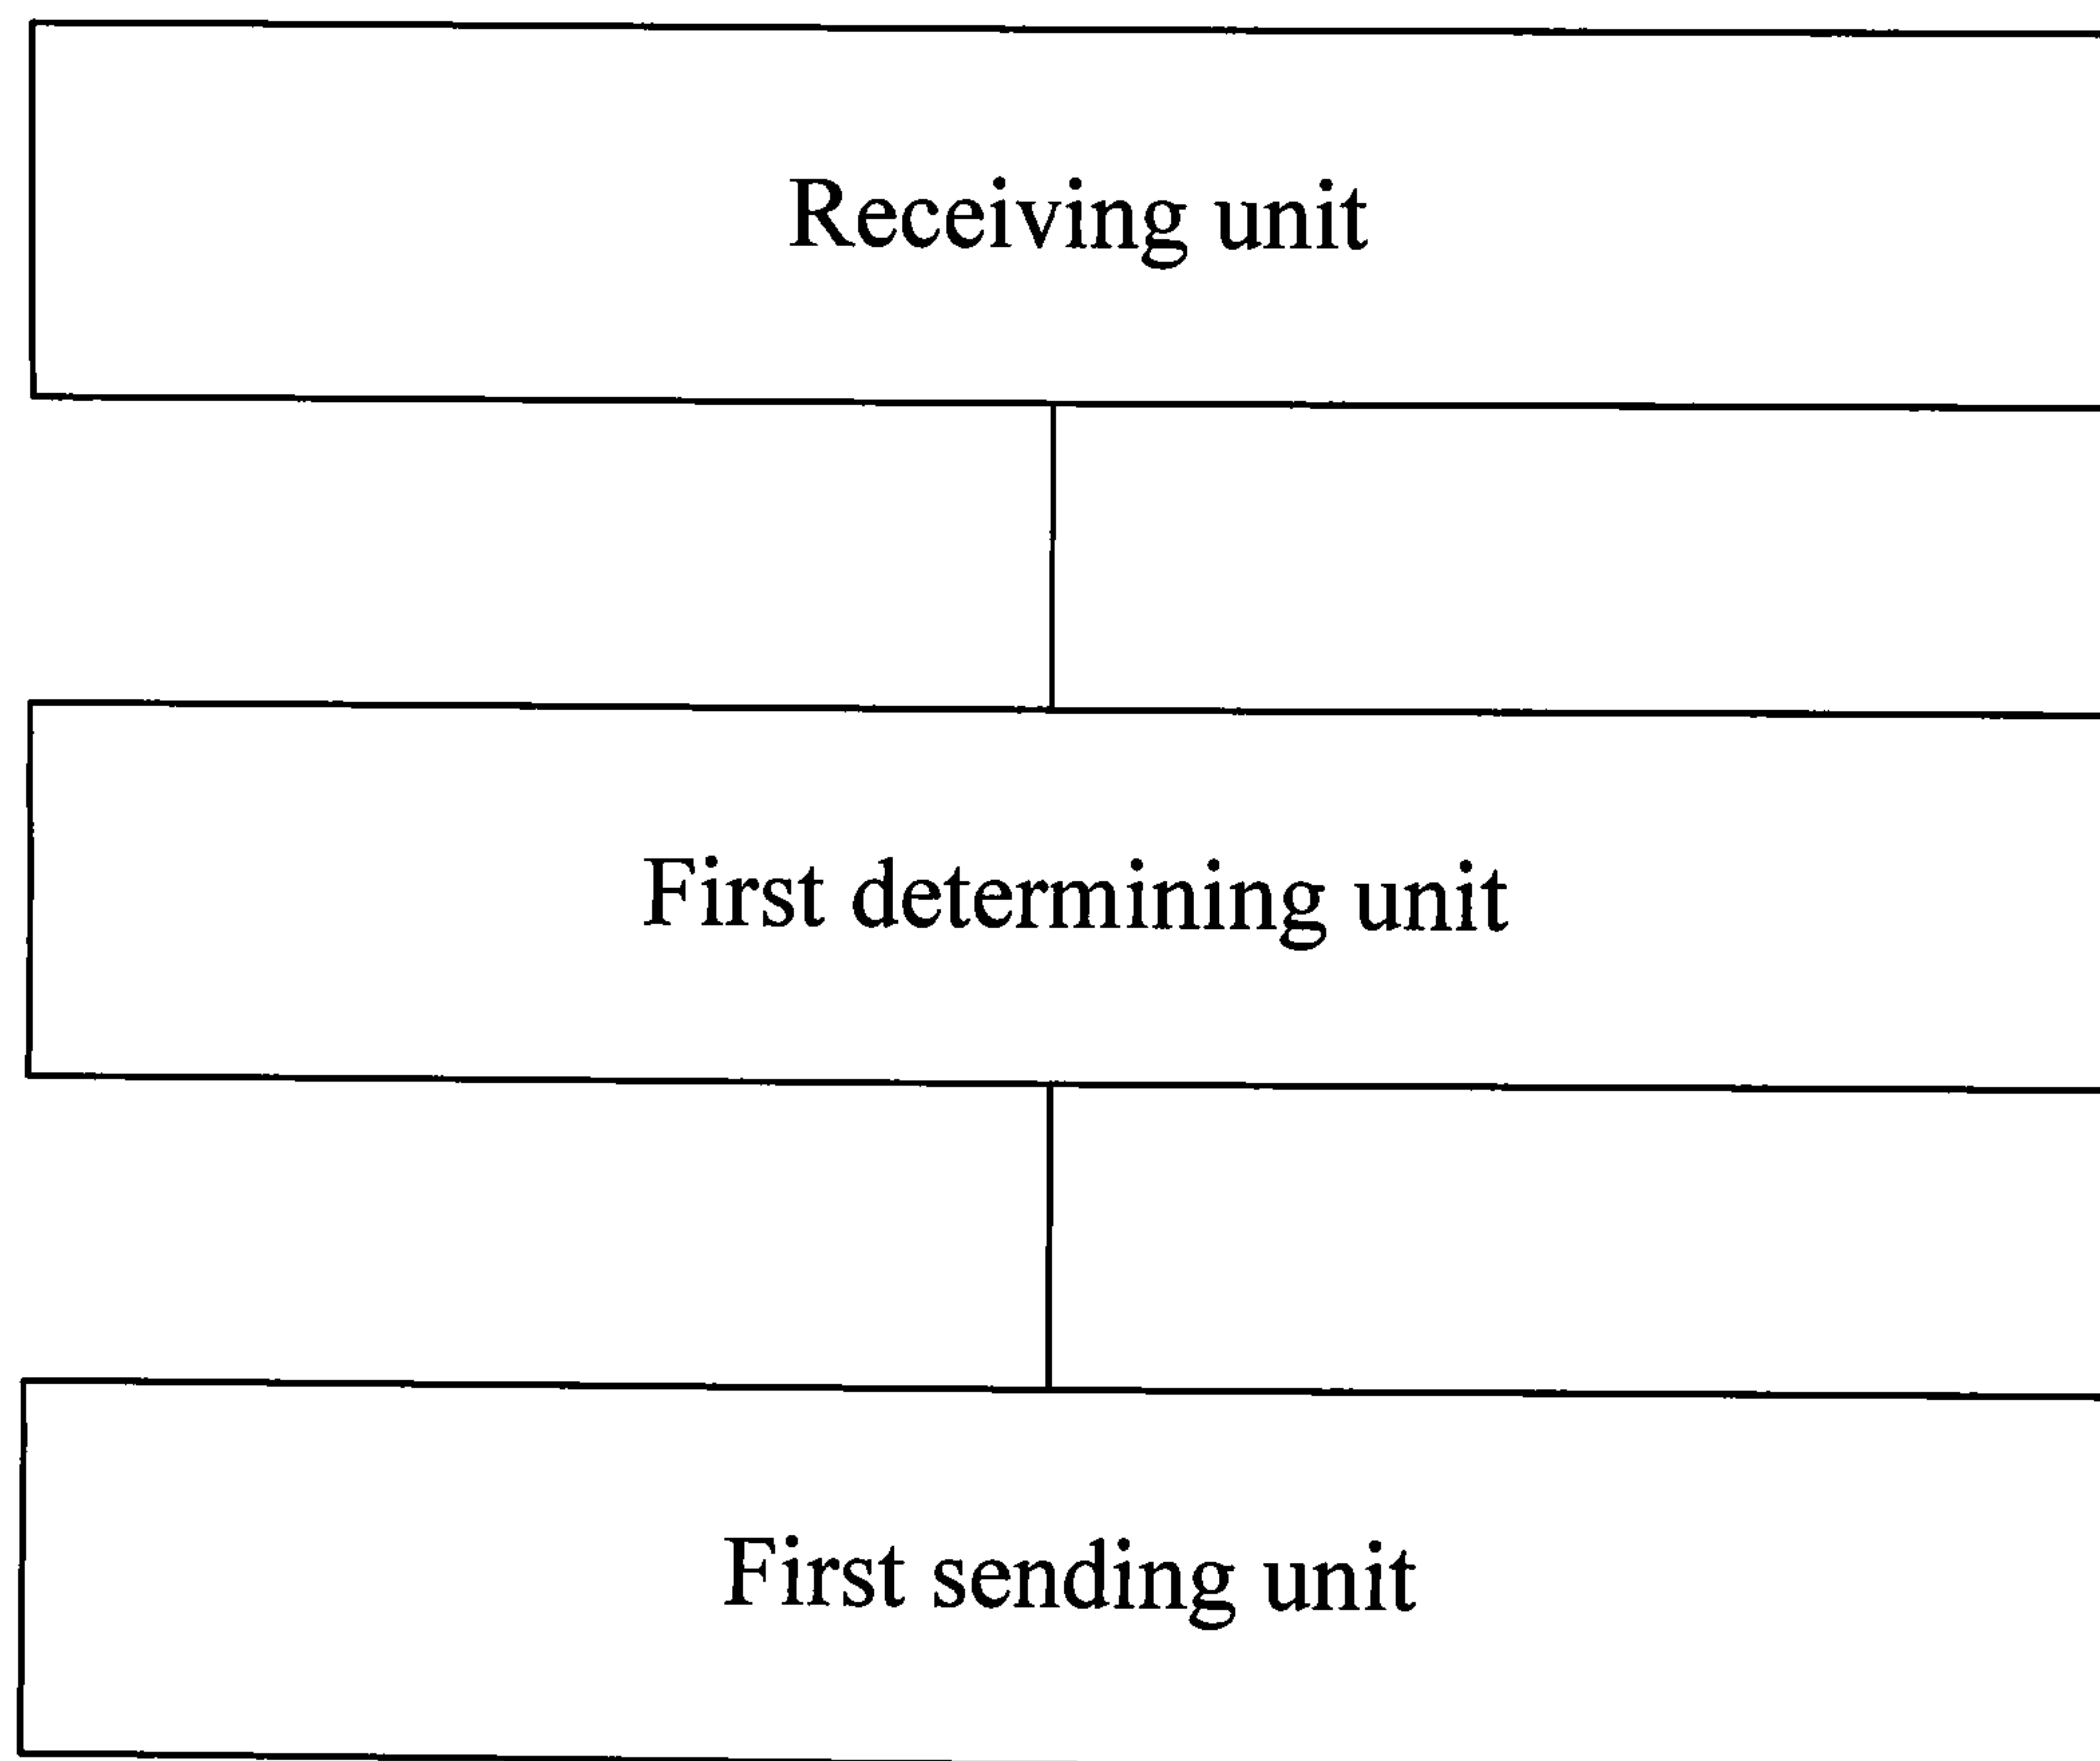 Receiving unit
First determining unit
First sending unit